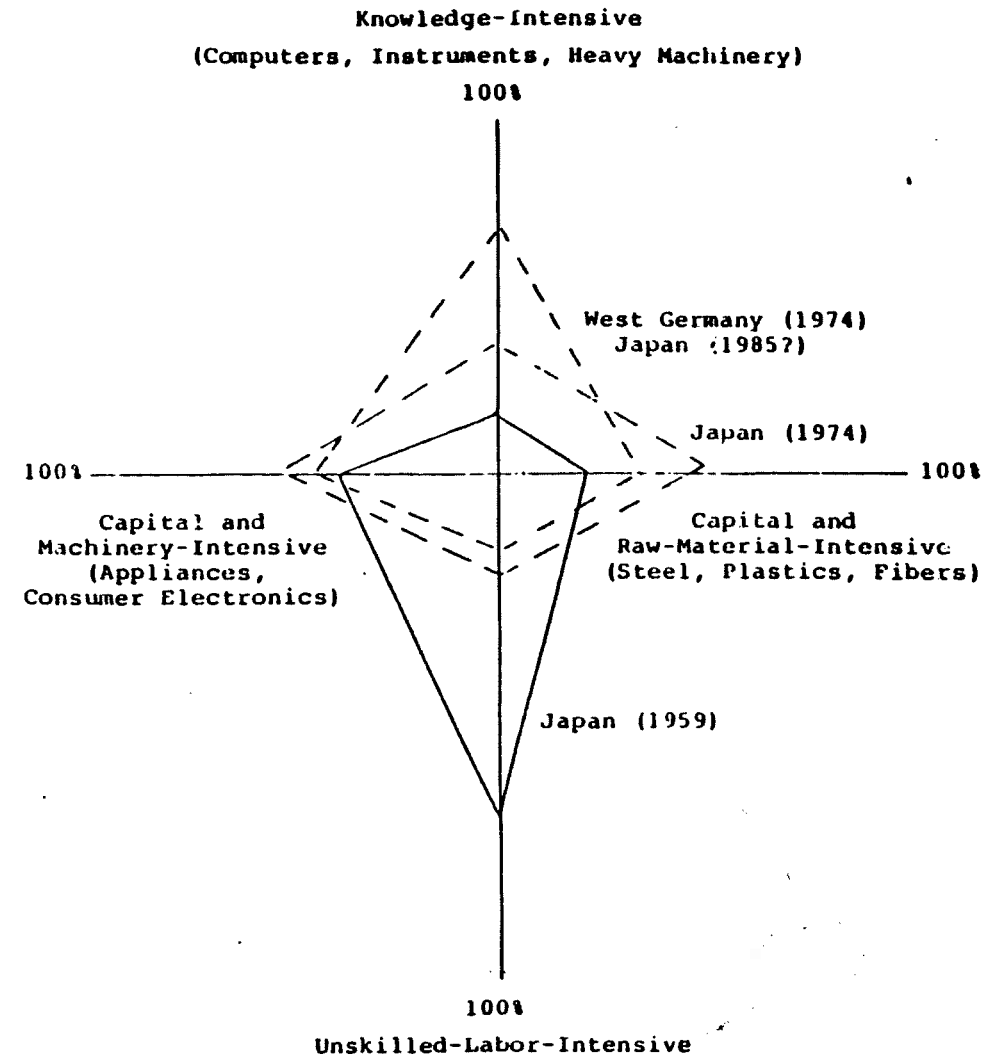 Knowledge-Intensive
(Computers, Instruments, Heavy Machinery)
100%
West Germany (1974)
Japan (1985?)
Japan (1974)
100%
100%
Capital and
Machinery-Intensive
(Appliances,
Consumer Electronics)
Capital and
Raw-Material-Intensive
(Steel, Plastics, Fibers)
Japan (1959)
100%
Unskilled-Labor-Intensive